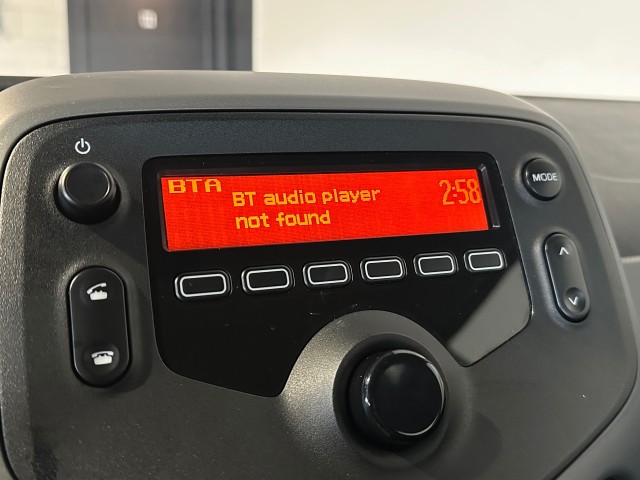 BTA
BT audio player
not found
2:58
MODE